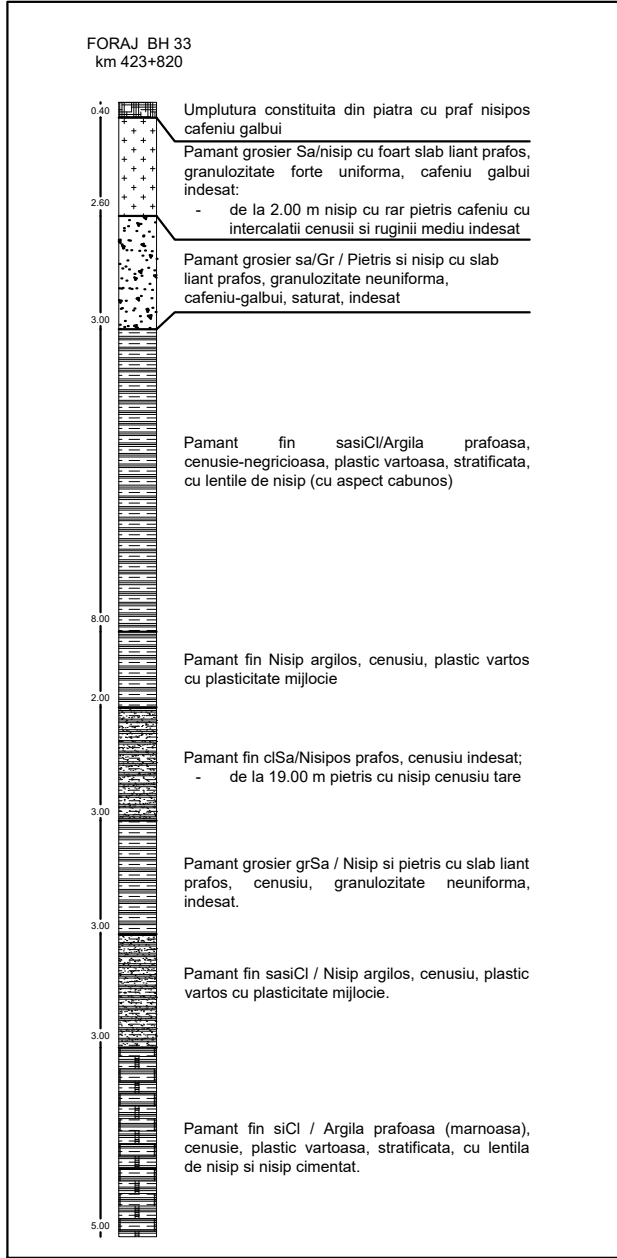 FORAJ BH 33
km 423+820
0.40
Umplutura constituita din piatra cu praf nisipos
cafeniu galbui
Pamant grosier Sa/nisip cu foart slab liant prafos,
granulozitate forte uniforma, cafeniu galbui
indesat:
- de la 2.00 m nisip cu rar pietris cafeniu cu
intercalatii cenusii si ruginii mediu indesat
2.60
Pamant grosier sa/Gr / Pietris si nisip cu slab
liant prafos, granulozitate neuniforma,
cafeniu-galbui, saturat, indesat
3.00
Pamant fin sasiCl/Argila prafoasa,
cenusie-negricioasa, plastic vartoasa, stratificata,
cu lentile de nisip (cu aspect cabunos)
8.00
Pamant fin Nisip argilos, cenusiu, plastic vartos
cu plasticitate mijlocie
2.00
Pamant fin clSa/Nisipos prafos, cenusiu indesat;
- de la 19.00 m pietris cu nisip cenusiu tare
3.00
Pamant grosier grSa / Nisip si pietris cu slab liant
prafos, cenusiu, granulozitate neuniforma,
indesat.
3.00
Pamant fin sasiCl / Nisip argilos, cenusiu, plastic
vartos cu plasticitate mijlocie.
3.00
Pamant fin siCl / Argila prafoasa (marnoasa),
cenusie, plastic vartoasa, stratificata, cu lentila
de nisip si nisip cimentat.
5.00